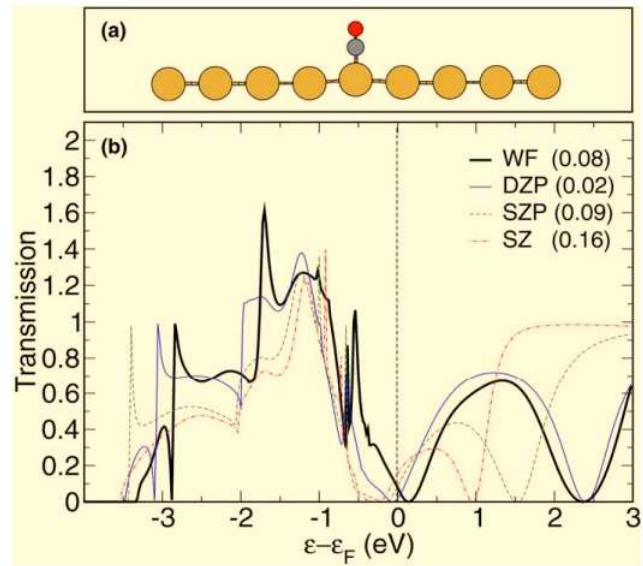 (a)
(b)
2
1.8
1.6
1.4
1.2
1
0.8
0.6
0.4
0.2
0
Transmission
WF (0.08)
DZP (0.02)
SZP (0.09)
SZ (0.16)
-3 -2 -1 0 1 2 3
ε−ε_F (eV)